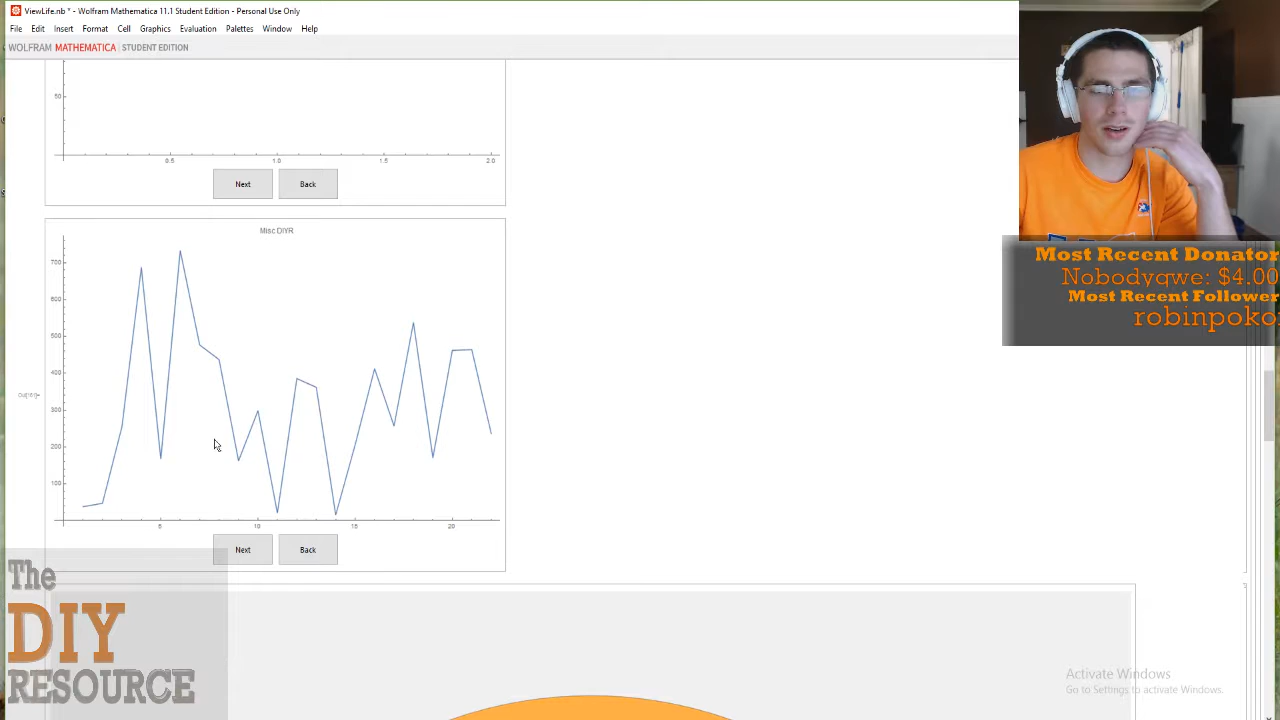 ViewLife.nb * - Wolfram Mathematica 11.1 Student Edition - Personal Use Only
File Edit Insert Format Cell Graphics Evaluation Palettes Window Help
WOLFRAM MATHEMATICA | STUDENT EDITION
50
0.5 1.0 1.5 2.0
Next Back
Misc DIYR
700
600
500
400
300
200
100
5 10 15 20
Next Back
Most Recent Donator
Nobodyqwe: $4.00
Most Recent Follower
robinpoko
The
DIY
RESOURCE
Activate Windows
Go to Settings to activate Windows.